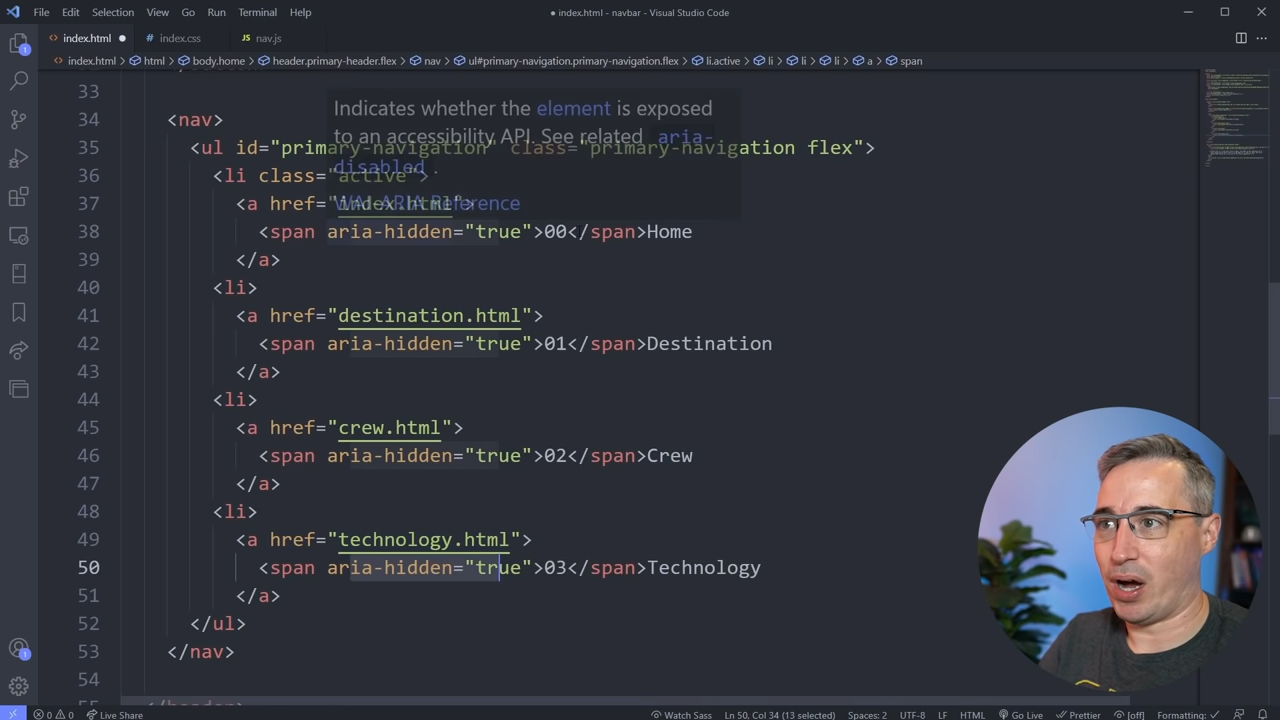 File Edit Selection View Go Run Terminal Help
● index.html - navbar - Visual Studio Code
index.html ● # index.css JS nav.js
index.html > html > body.home > header.primary-header.flex > nav > ul#primary-navigation.primary-navigation.flex > li.active > li > li > li > a > span
33
34 <nav>
35 <ul id="primary-navigation" class="primary-navigation flex">
36 <li class="active">
37 <a href="index.html">
38 <span aria-hidden="true">00</span>Home
39 </a>
40 <li>
41 <a href="destination.html">
42 <span aria-hidden="true">01</span>Destination
43 </a>
44 <li>
45 <a href="crew.html">
46 <span aria-hidden="true">02</span>Crew
47 </a>
48 <li>
49 <a href="technology.html">
50 <span aria-hidden="true">03</span>Technology
51 </a>
52 </ul>
53 </nav>
54
55 </header>
Indicates whether the element is exposed
to an accessibility API. See related aria-
disabled .
WAI-ARIA Reference
1
1
0 0 Live Share Watch Sass Ln 50, Col 34 (13 selected) Spaces: 2 UTF-8 LF HTML Go Live Prettier [off] Formatting: ✓